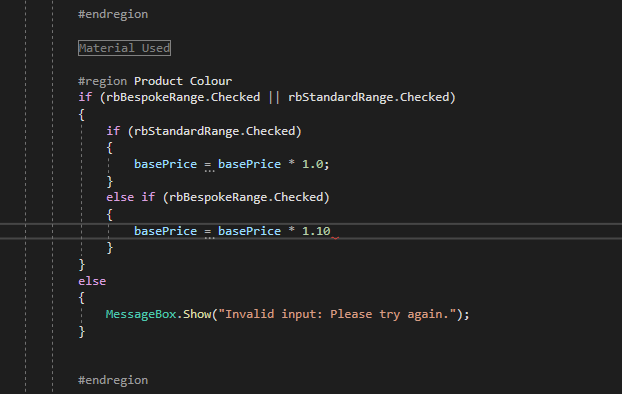 #endregion
Material Used
#region Product Colour
if (rbBespokeRange.Checked || rbStandardRange.Checked)
{
if (rbStandardRange.Checked)
{
basePrice = basePrice * 1.0;
}
else if (rbBespokeRange.Checked)
{
basePrice = basePrice * 1.10
}
}
else
{
MessageBox.Show("Invalid input: Please try again.");
}
#endregion